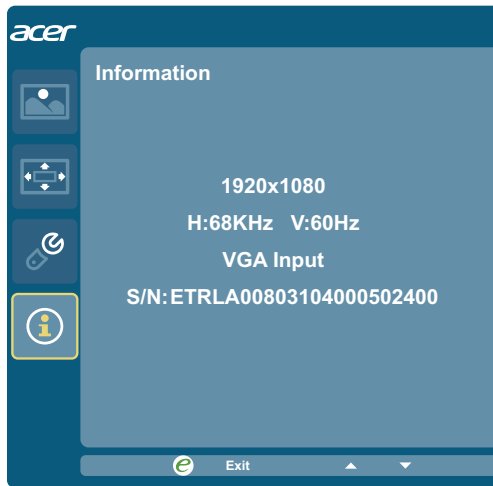 acer
Information
1920x1080
H:68KHz V:60Hz
VGA Input
S/N:ETRLA00803104000502400
e Exit